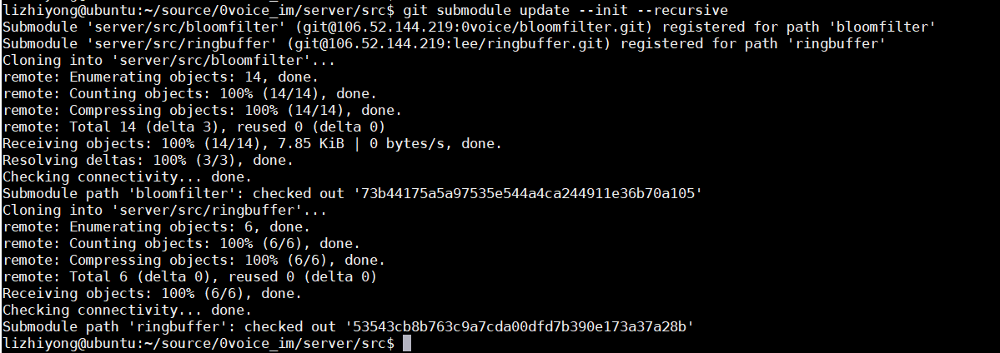 lizhiyong@ubuntu:~/source/0voice_im/server/src$ git submodule update --init --recursive
Submodule 'server/src/bloomfilter' (git@106.52.144.219:0voice/bloomfilter.git) registered for path 'bloomfilter'
Submodule 'server/src/ringbuffer' (git@106.52.144.219:lee/ringbuffer.git) registered for path 'ringbuffer'
Cloning into 'server/src/bloomfilter'...
remote: Enumerating objects: 14, done.
remote: Counting objects: 100% (14/14), done.
remote: Compressing objects: 100% (14/14), done.
remote: Total 14 (delta 3), reused 0 (delta 0)
Receiving objects: 100% (14/14), 7.85 KiB | 0 bytes/s, done.
Resolving deltas: 100% (3/3), done.
Checking connectivity... done.
Submodule path 'bloomfilter': checked out '73b44175a5a97535e544a4ca244911e36b70a105'
Cloning into 'server/src/ringbuffer'...
remote: Enumerating objects: 6, done.
remote: Counting objects: 100% (6/6), done.
remote: Compressing objects: 100% (6/6), done.
remote: Total 6 (delta 0), reused 0 (delta 0)
Receiving objects: 100% (6/6), done.
Checking connectivity... done.
Submodule path 'ringbuffer': checked out '53543cb8b763c9a7cda00dfd7b390e173a37a28b'
lizhiyong@ubuntu:~/source/0voice_im/server/src$